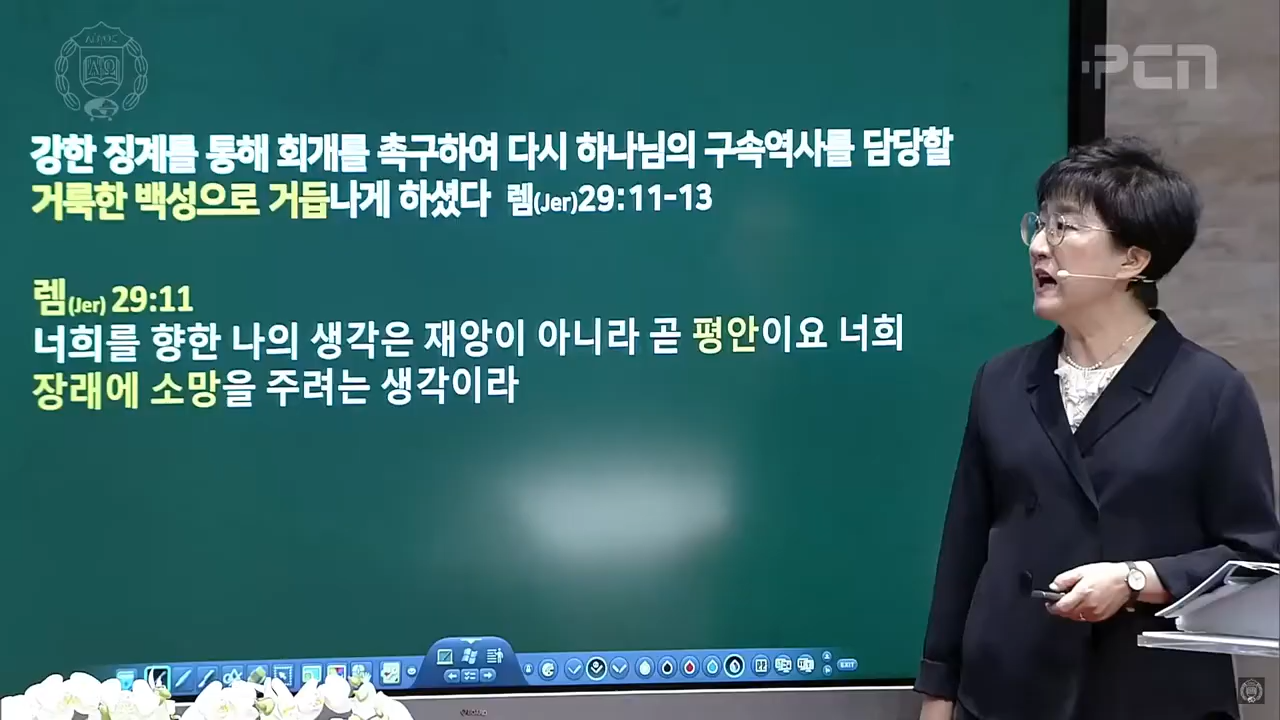 PCN
강한 징계를 통해 회개를 촉구하여 다시 하나님의 구속역사를 담당할
거룩한 백성으로 거듭나게 하셨다 렘(Jer)29:11-13
렘(Jer) 29:11
너희를 향한 나의 생각은 재앙이 아니라 곧 평안이요 너희
장래에 소망을 주려는 생각이라
EXIT